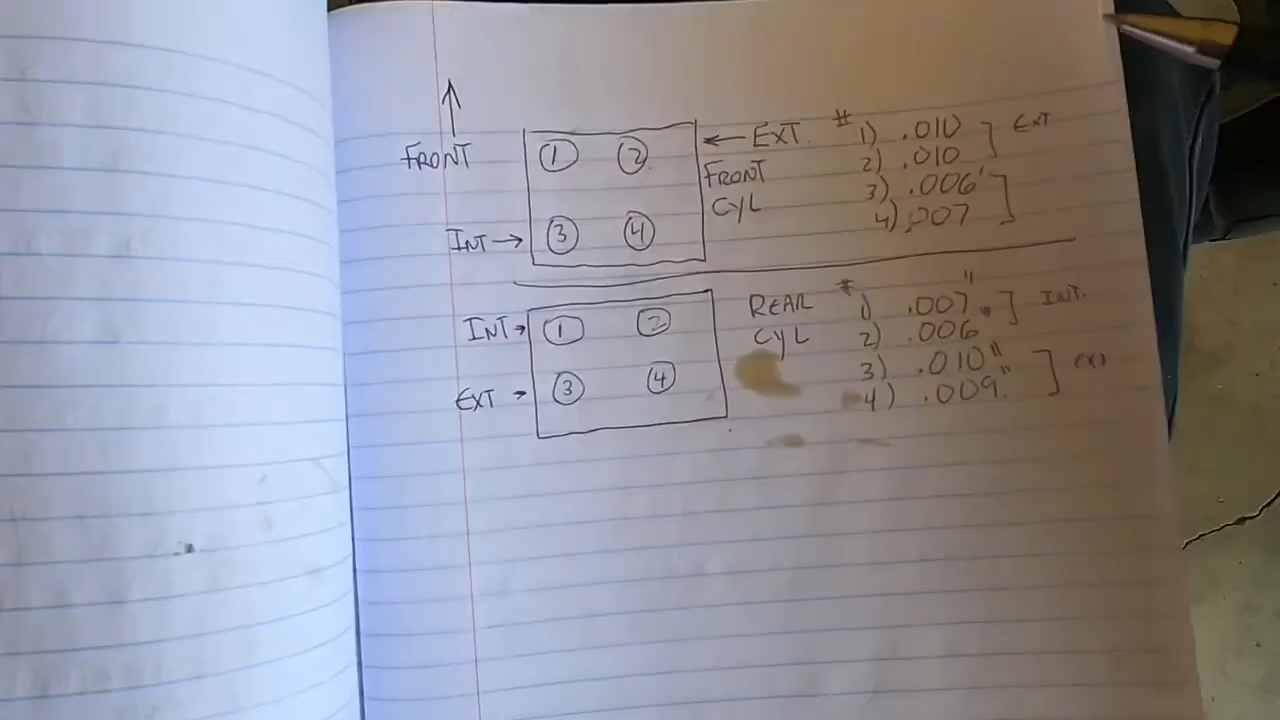 FRONT
① ②
③ ④
INT →
← EXT.
FRONT
CYL
# 1) .010
2) .010 ] EXT
3) .006'
4) .007 ]
INT →
① ②
EXT →
③ ④
REAR
CYL
# 1) .007"
2) .006" ] INT.
3) .010"
4) .009" ]